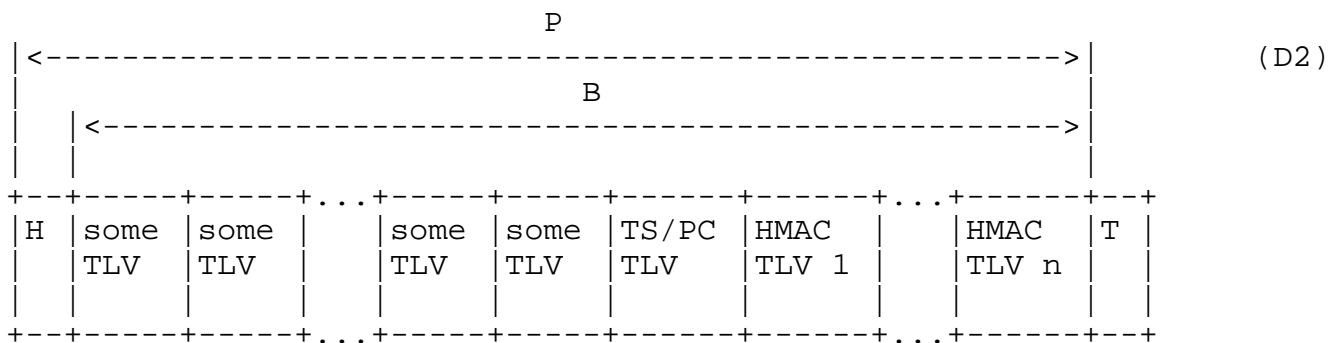 P
|<----------------------------------------------------->| (D2)
| B |
| |<-------------------------------------------------->|
| | |
+--+-----+-----+...+-----+-----+------+------+...+------+--+
|H |some |some | |some |some |TS/PC |HMAC | |HMAC |T |
| |TLV |TLV | |TLV |TLV |TLV |TLV 1 | |TLV n | |
| | | | | | | | | | | |
+--+-----+-----+...+-----+-----+------+------+...+------+--+